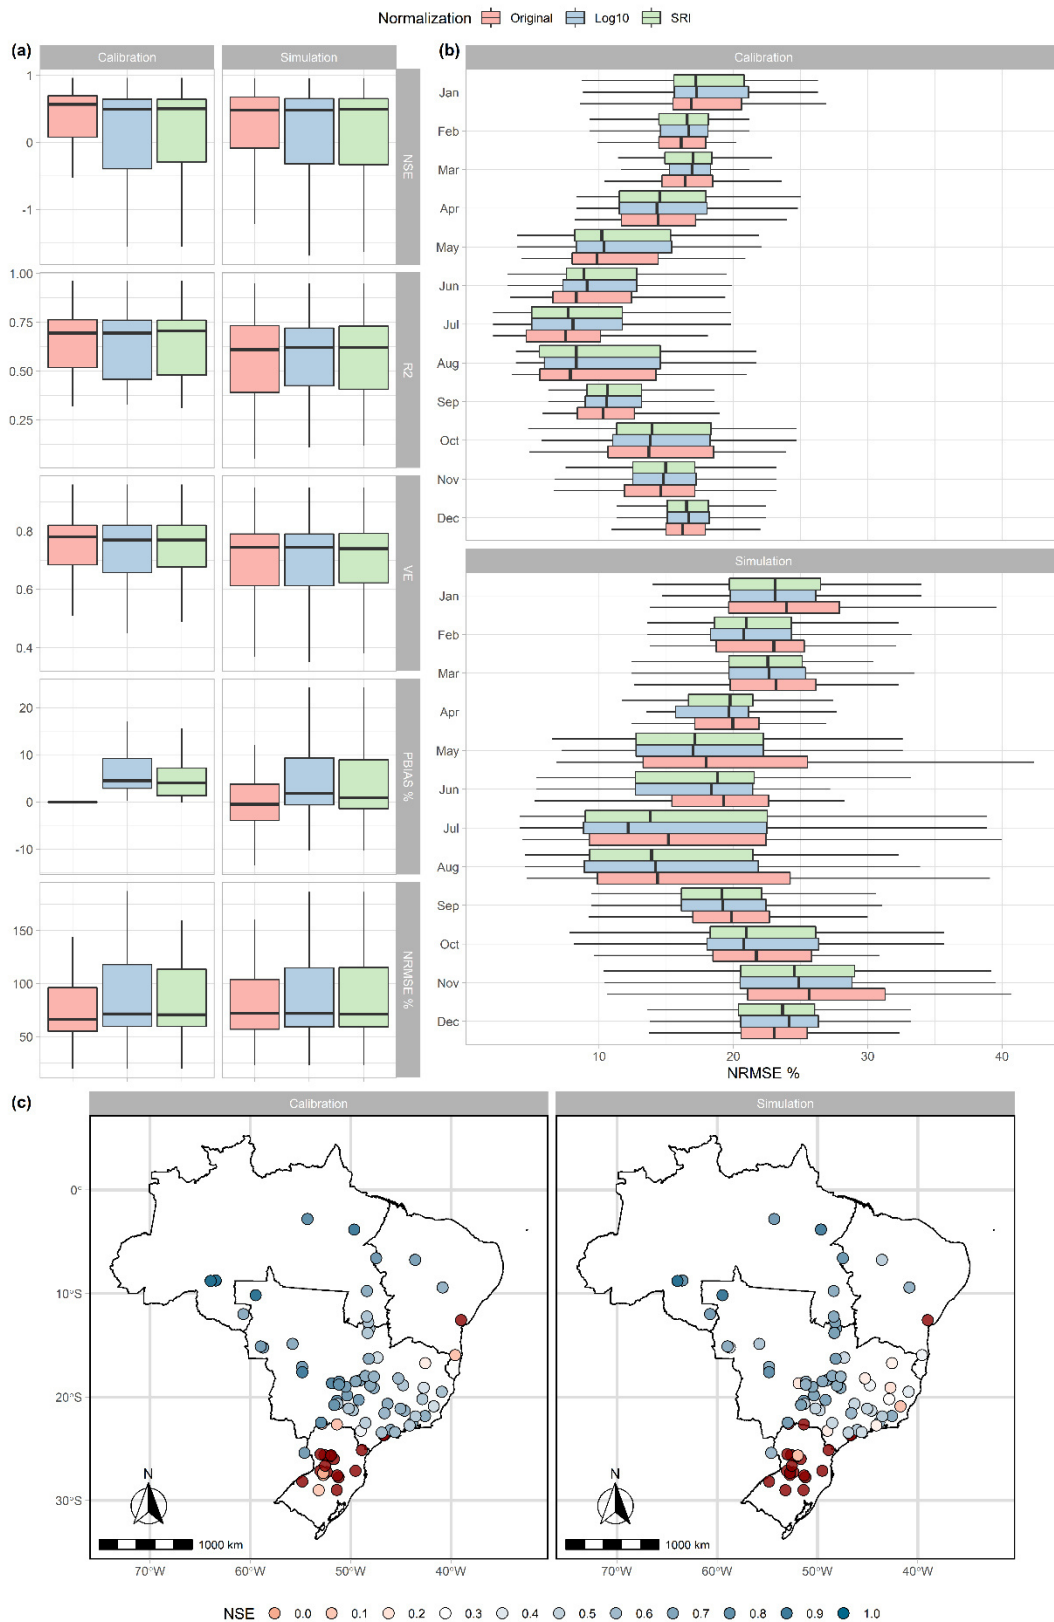 Normalization Original Log10 SRI
(a)
Calibration Simulation
1
0
-1
NSE
1.00
0.75
0.50
0.25
R2
0.8
0.6
0.4
VE
20
10
0
-10
PBIAS %
150
100
50
NRMSE %
(b)
Calibration
Jan
Feb
Mar
Apr
May
Jun
Jul
Aug
Sep
Oct
Nov
Dec
Simulation
Jan
Feb
Mar
Apr
May
Jun
Jul
Aug
Sep
Oct
Nov
Dec
10 20 30 40
NRMSE %
(c)
Calibration Simulation
0°
10°S
20°S
30°S
N
1000 km
N
1000 km
70°W 60°W 50°W 40°W 70°W 60°W 50°W 40°W
NSE 0.0 0.1 0.2 0.3 0.4 0.5 0.6 0.7 0.8 0.9 1.0